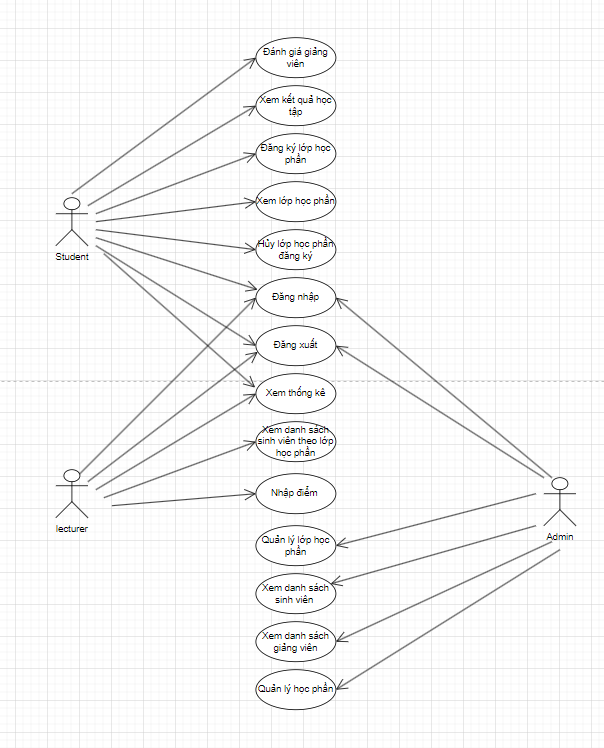 Đánh giá giảng
viên
Xem kết quả học
tập
Đăng ký lớp học
phần
Xem lớp học phần
Student
Hủy lớp học phần
đăng ký
Đăng nhập
Đăng xuất
Xem thống kê
Xem danh sách
sinh viên theo lớp
học phần
lecturer
Nhập điểm
Admin
Quản lý lớp học
phần
Xem danh sách
sinh viên
Xem danh sách
giảng viên
Quản lý học phần